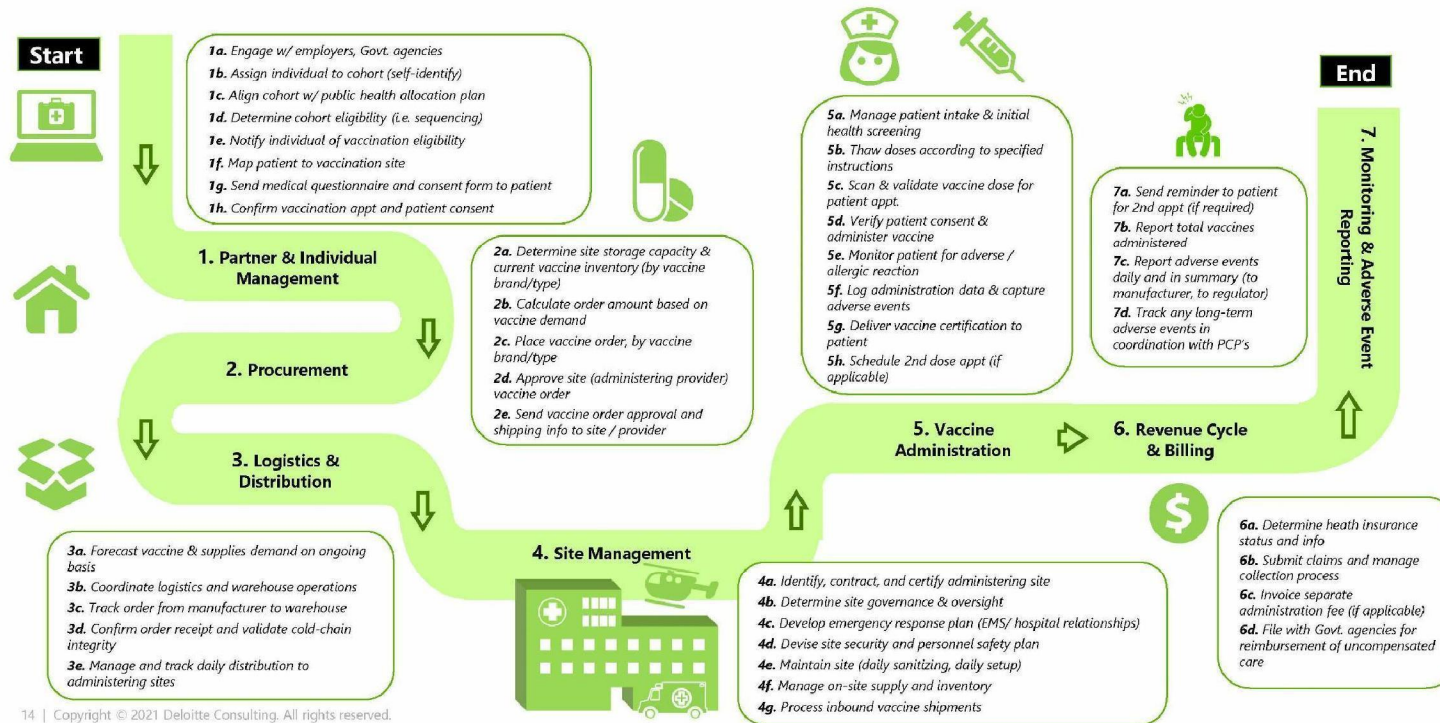 Start
1a. Engage w/ employers, Govt. agencies
1b. Assign individual to cohort (self-identify)
1c. Align cohort w/ public health allocation plan
1d. Determine cohort eligibility (i.e. sequencing)
1e. Notify individual of vaccination eligibility
1f. Map patient to vaccination site
1g. Send medical questionnaire and consent form to patient
1h. Confirm vaccination appt and patient consent
1. Partner & Individual
Management
2a. Determine site storage capacity &
current vaccine inventory (by vaccine
brand/type)
2b. Calculate order amount based on
vaccine demand
2c. Place vaccine order, by vaccine
brand/type
2d. Approve site (administering provider)
vaccine order
2e. Send vaccine order approval and
shipping info to site / provider
2. Procurement
3. Logistics &
Distribution
3a. Forecast vaccine & supplies demand on ongoing
basis
3b. Coordinate logistics and warehouse operations
3c. Track order from manufacturer to warehouse
3d. Confirm order receipt and validate cold-chain
integrity
3e. Manage and track daily distribution to
administering sites
4. Site Management
4a. Identify, contract, and certify administering site
4b. Determine site governance & oversight
4c. Develop emergency response plan (EMS/ hospital relationships)
4d. Devise site security and personnel safety plan
4e. Maintain site (daily sanitizing, daily setup)
4f. Manage on-site supply and inventory
4g. Process inbound vaccine shipments
5a. Manage patient intake & initial
health screening
5b. Thaw doses according to specified
instructions
5c. Scan & validate vaccine dose for
patient appt.
5d. Verify patient consent &
administer vaccine
5e. Monitor patient for adverse /
allergic reaction
5f. Log administration data & capture
adverse events
5g. Deliver vaccine certification to
patient
5h. Schedule 2nd dose appt (if
applicable)
5. Vaccine
Administration
6. Revenue Cycle
& Billing
$
6a. Determine heath insurance
status and info
6b. Submit claims and manage
collection process
6c. Invoice separate
administration fee (if applicable)
6d. File with Govt. agencies for
reimbursement of uncompensated
care
7a. Send reminder to patient
for 2nd appt (if required)
7b. Report total vaccines
administered
7c. Report adverse events
daily and in summary (to
manufacturer, to regulator)
7d. Track any long-term
adverse events in
coordination with PCP's
7. Monitoring & Adverse Event
Reporting
End
14 | Copyright © 2021 Deloitte Consulting. All rights reserved.